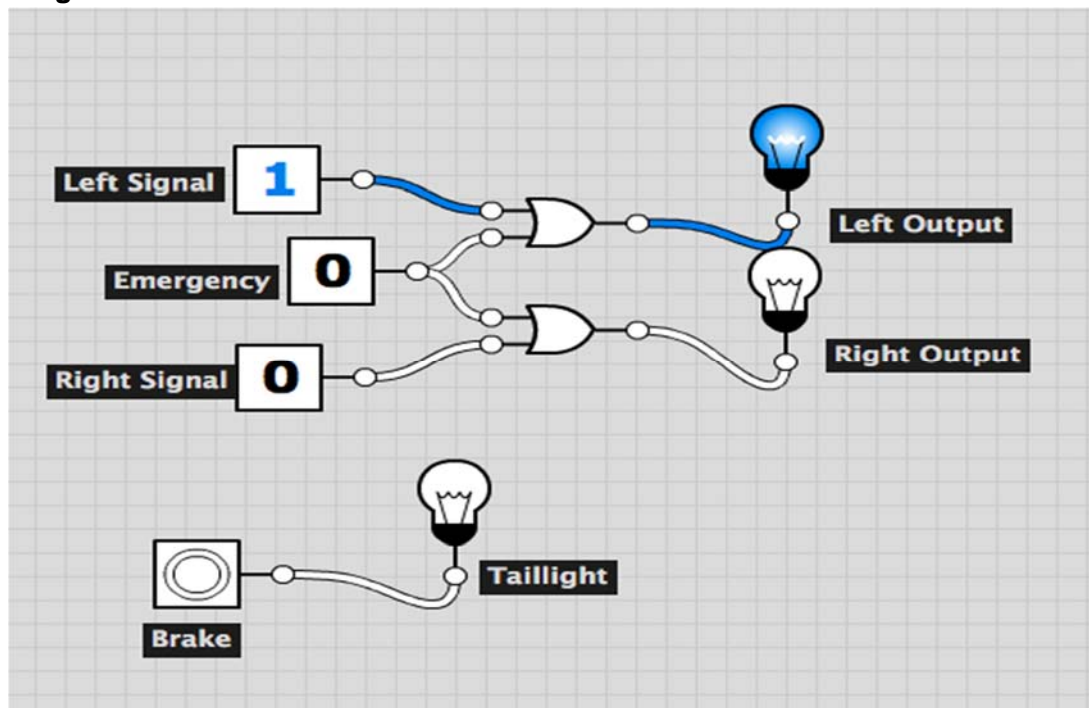 Left Signal
1
Left Output
Emergency
0
Right Signal
0
Right Output
Taillight
Brake